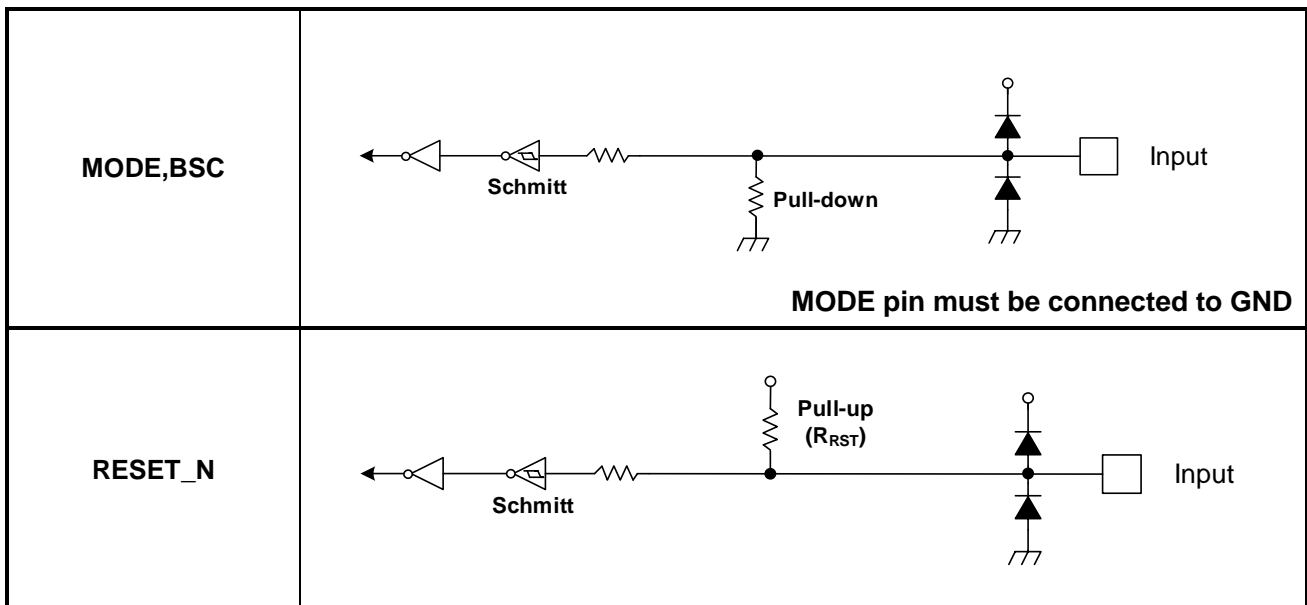 MODE,BSC
Schmitt
Pull-down
Input
MODE pin must be connected to GND
RESET_N
Pull-up
(RRST)
Schmitt
Input